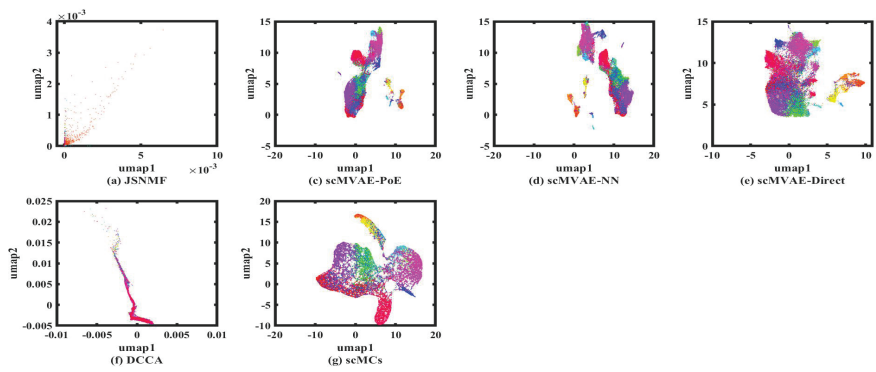 4 ×10⁻³
3
2
1
0
umap2
0 5 10
umap1 ×10⁻³
(a) JSNMF
15
10
5
0
-5
umap2
-20 -10 0 10 20
umap1
(c) scMVAE-PoE
15
10
5
0
-5
umap2
-20 -10 0 10 20
umap1
(d) scMVAE-NN
15
10
5
0
umap2
-10 -5 0 5 10
umap1
(e) scMVAE-Direct
0.025
0.02
0.015
0.01
0.005
0
-0.005
umap2
-0.01 -0.005 0 0.005 0.01
umap1
(f) DCCA
20
15
10
5
0
-5
-10
umap2
-20 -10 0 10 20
umap1
(g) scMCs